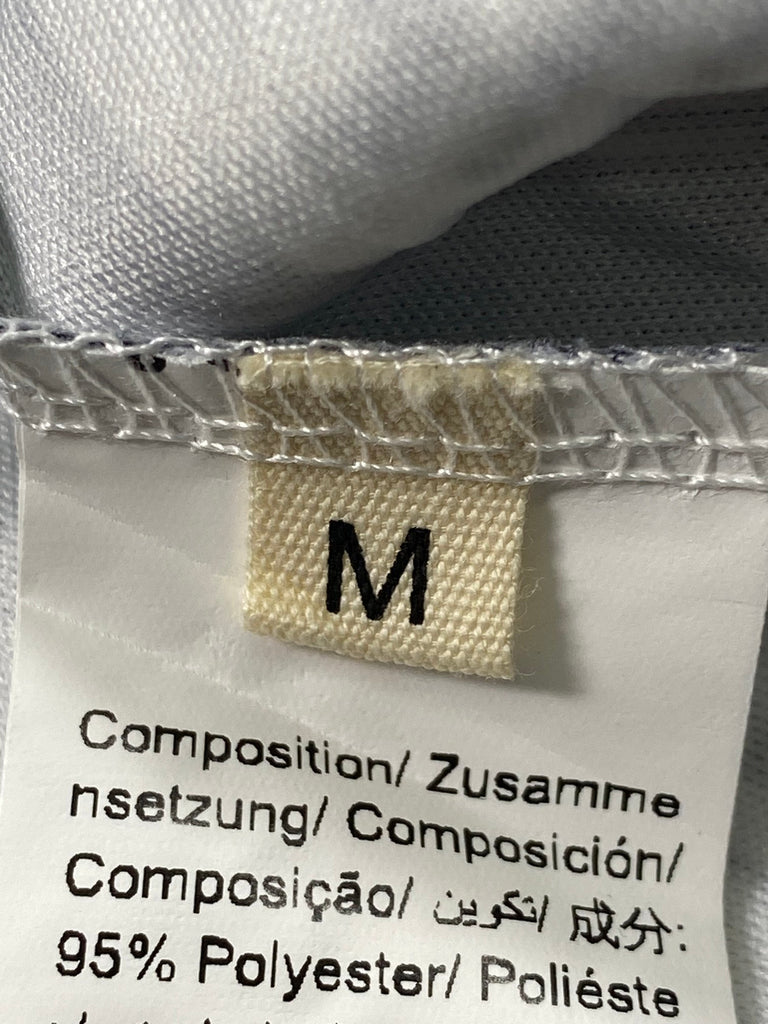 M
Composition/ Zusamme
nsetzung/ Composición/
Composição/ تكوين/ 成分:
95% Polyester/ Poliéste